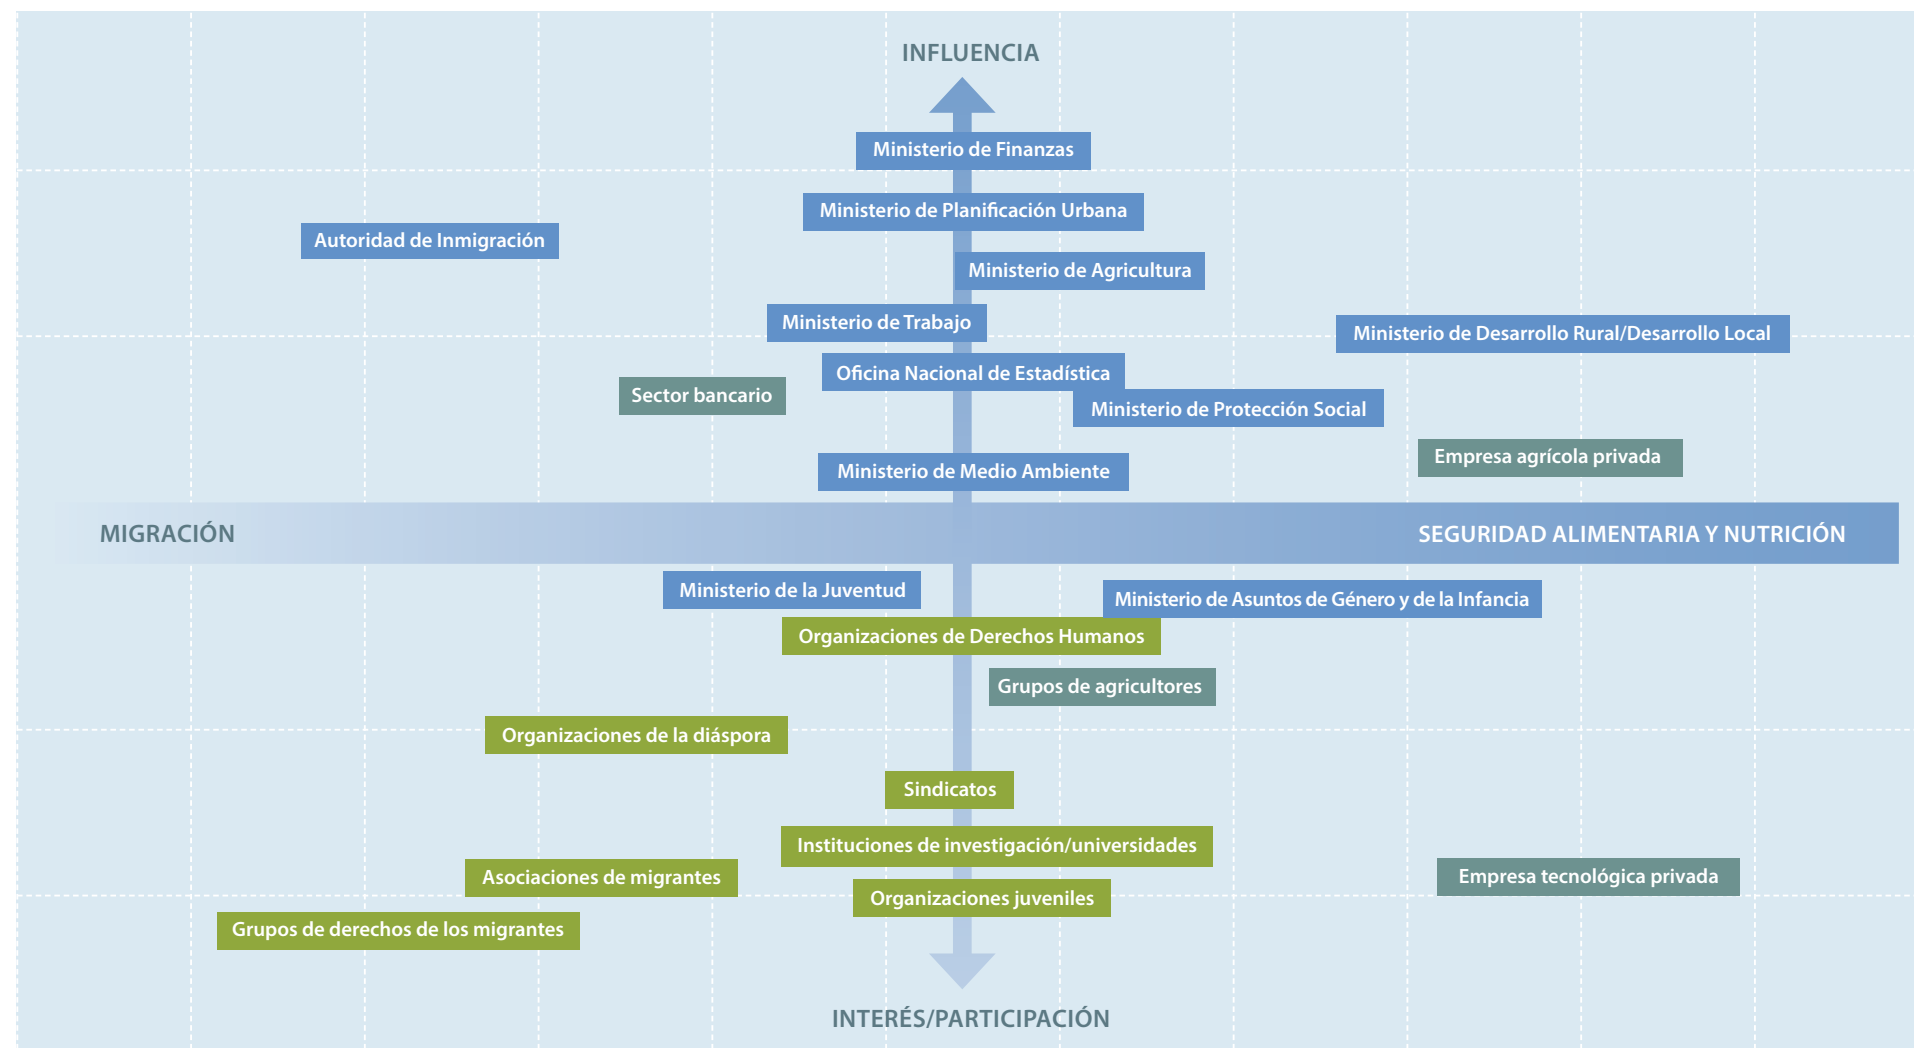 INFLUENCIA
Ministerio de Finanzas
Ministerio de Planificación Urbana
Autoridad de Inmigración
Ministerio de Agricultura
Ministerio de Trabajo
Ministerio de Desarrollo Rural/Desarrollo Local
Oficina Nacional de Estadística
Sector bancario
Ministerio de Protección Social
Empresa agrícola privada
Ministerio de Medio Ambiente
MIGRACIÓN
SEGURIDAD ALIMENTARIA Y NUTRICIÓN
Ministerio de la Juventud
Ministerio de Asuntos de Género y de la Infancia
Organizaciones de Derechos Humanos
Grupos de agricultores
Organizaciones de la diáspora
Sindicatos
Instituciones de investigación/universidades
Asociaciones de migrantes
Empresa tecnológica privada
Organizaciones juveniles
Grupos de derechos de los migrantes
INTERÉS/PARTICIPACIÓN